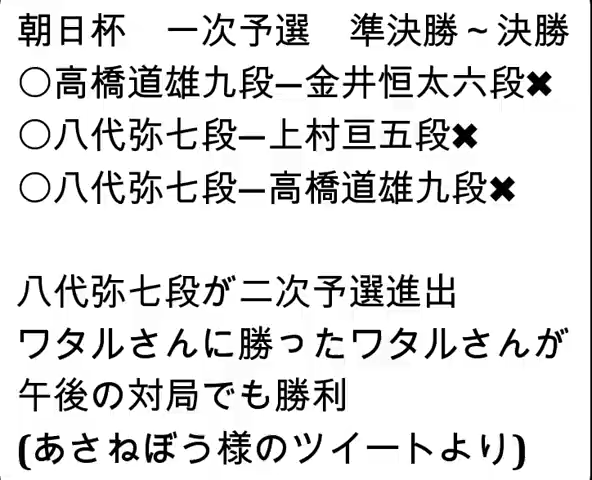 朝日杯　一次予選　準決勝～決勝
○高橋道雄九段―金井恒太六段✖
○八代弥七段―上村亘五段✖
○八代弥七段―高橋道雄九段✖
八代弥七段が二次予選進出
ワタルさんに勝ったワタルさんが
午後の対局でも勝利
(あさねぼう様のツイートより)